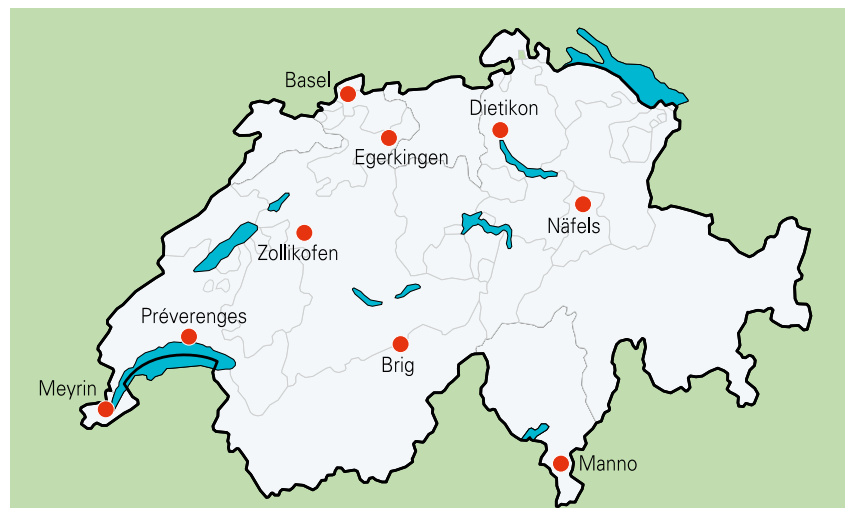 Basel
Dietikon
Egerkingen
Näfels
Zollikofen
Préverenges
Brig
Meyrin
Manno